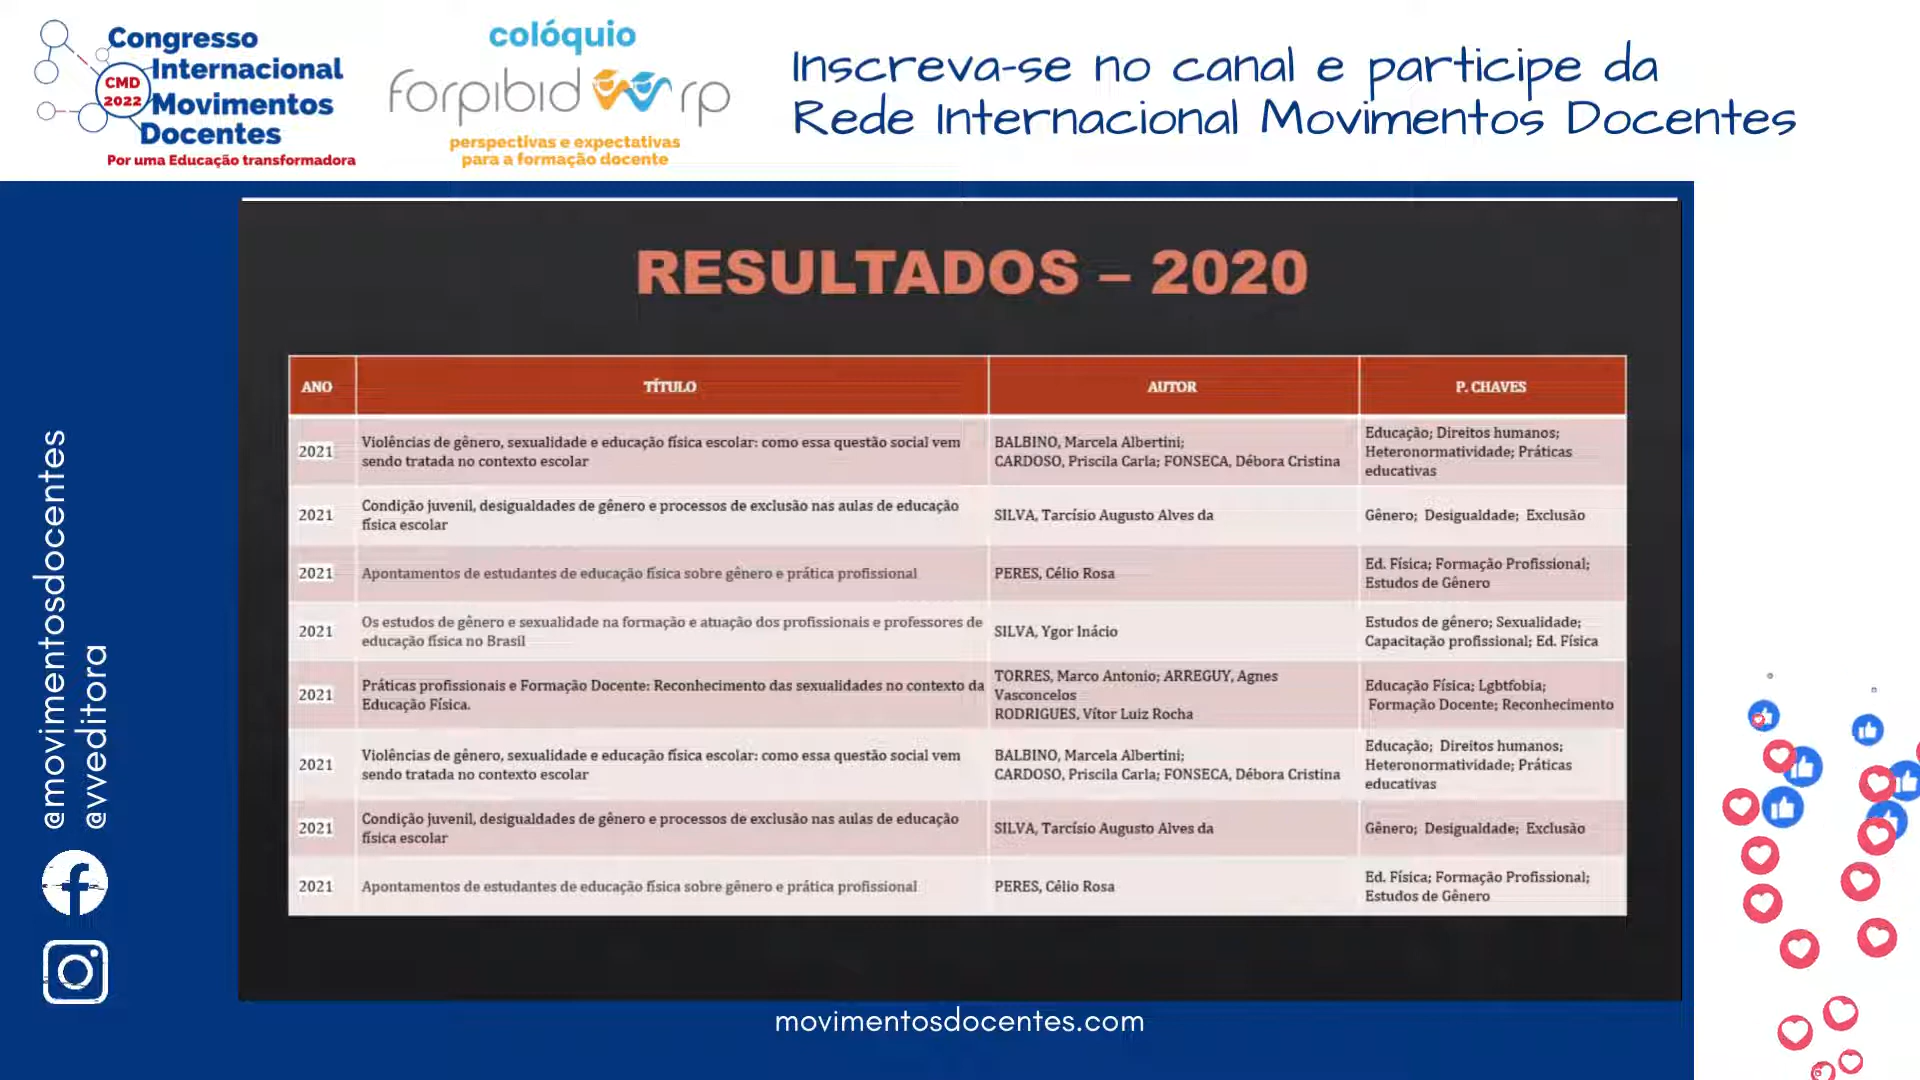 Congresso
Internacional
CMD
2022
Movimentos
Docentes
Por uma Educação transformadora
colóquio
forpibid rp
perspectivas e expectativas
para a formação docente
Inscreva-se no canal e participe da
Rede Internacional Movimentos Docentes
@movimentosdocentes
@vveditora
RESULTADOS – 2020
ANO TÍTULO AUTOR P. CHAVES
2021 Violências de gênero, sexualidade e educação física escolar: como essa questão social vem
sendo tratada no contexto escolar
BALBINO, Marcela Albertini;
CARDOSO, Priscila Carla; FONSECA, Débora Cristina
Educação; Direitos humanos;
Heteronormatividade; Práticas
educativas
2021 Condição juvenil, desigualdades de gênero e processos de exclusão nas aulas de educação
física escolar
SILVA, Tarcísio Augusto Alves da
Gênero; Desigualdade; Exclusão
2021 Apontamentos de estudantes de educação física sobre gênero e prática profissional
PERES, Célio Rosa
Ed. Física; Formação Profissional;
Estudos de Gênero
2021 Os estudos de gênero e sexualidade na formação e atuação dos profissionais e professores de
educação física no Brasil
SILVA, Ygor Inácio
Estudos de gênero; Sexualidade;
Capacitação profissional; Ed. Física
2021 Práticas profissionais e Formação Docente: Reconhecimento das sexualidades no contexto da
Educação Física.
TORRES, Marco Antonio; ARREGUY, Agnes
Vasconcelos
RODRIGUES, Vítor Luiz Rocha
Educação Física; Lgbtfobia;
Formação Docente; Reconhecimento
2021 Violências de gênero, sexualidade e educação física escolar: como essa questão social vem
sendo tratada no contexto escolar
BALBINO, Marcela Albertini;
CARDOSO, Priscila Carla; FONSECA, Débora Cristina
Educação; Direitos humanos;
Heteronormatividade; Práticas
educativas
2021 Condição juvenil, desigualdades de gênero e processos de exclusão nas aulas de educação
física escolar
SILVA, Tarcísio Augusto Alves da
Gênero; Desigualdade; Exclusão
2021 Apontamentos de estudantes de educação física sobre gênero e prática profissional
PERES, Célio Rosa
Ed. Física; Formação Profissional;
Estudos de Gênero
movimentosdocentes.com